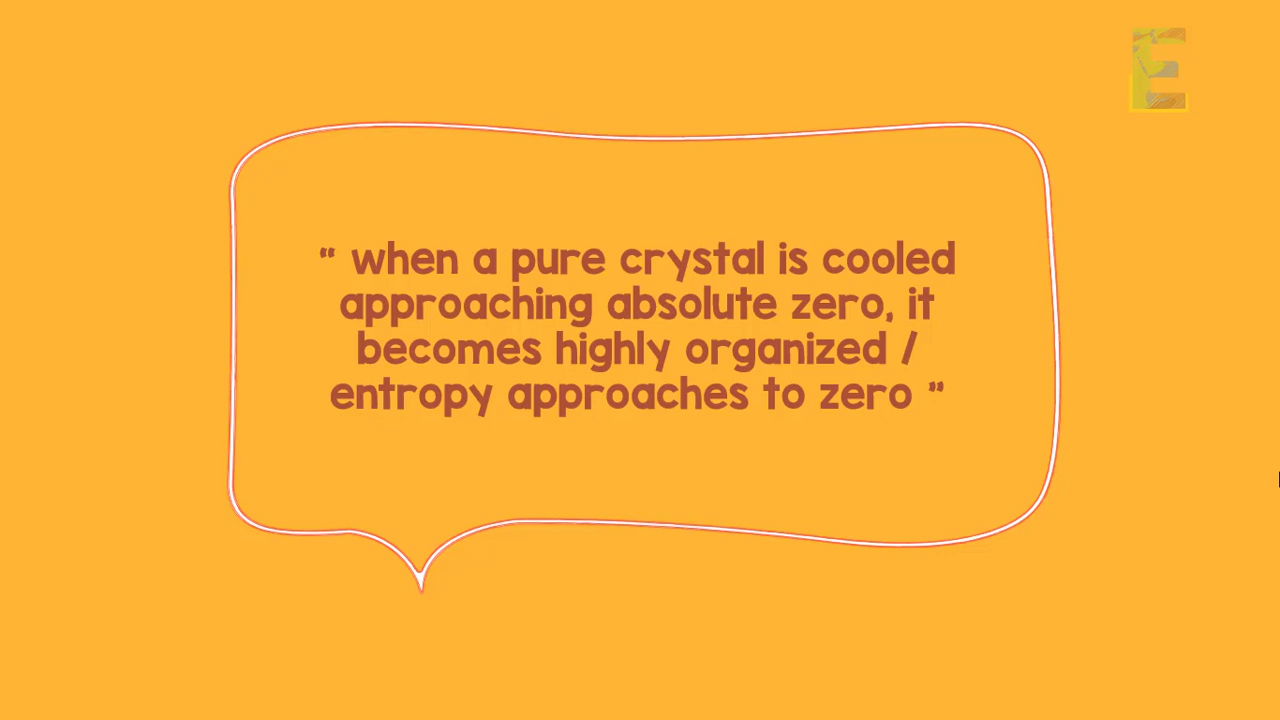 E
“ when a pure crystal is cooled
approaching absolute zero, it
becomes highly organized /
entropy approaches to zero ”